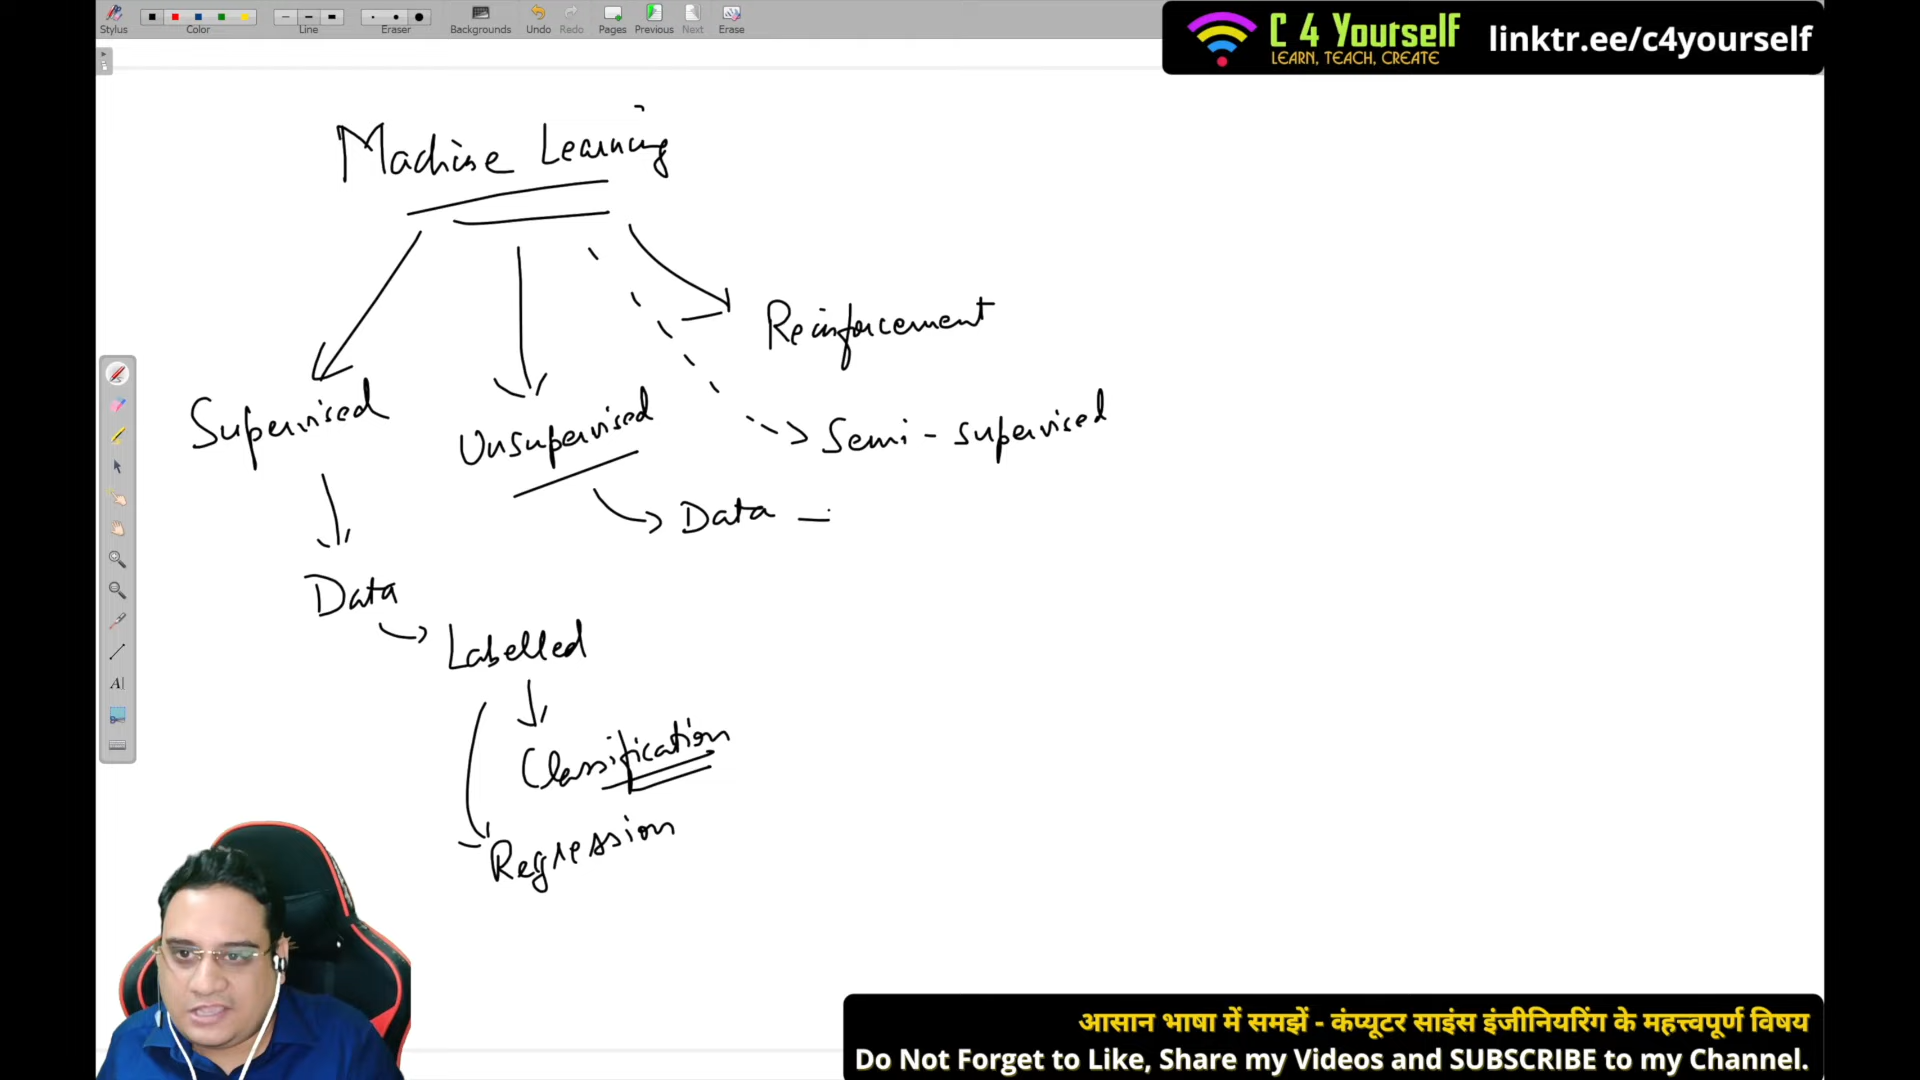 Stylus
Color
Line
Eraser
Backgrounds
Undo
Redo
Pages
Previous
Next
Erase
C 4 Yourself
LEARN, TEACH, CREATE
linktr.ee/c4yourself
Machine Learning
Reinforcement
Supervised
Unsupervised
Semi - supervised
Data -
Data
Labelled
Classification
Regression
A
आसान भाषा में समझें - कंप्यूटर साइंस इंजीनियरिंग के महत्त्वपूर्ण विषय
Do Not Forget to Like, Share my Videos and SUBSCRIBE to my Channel.